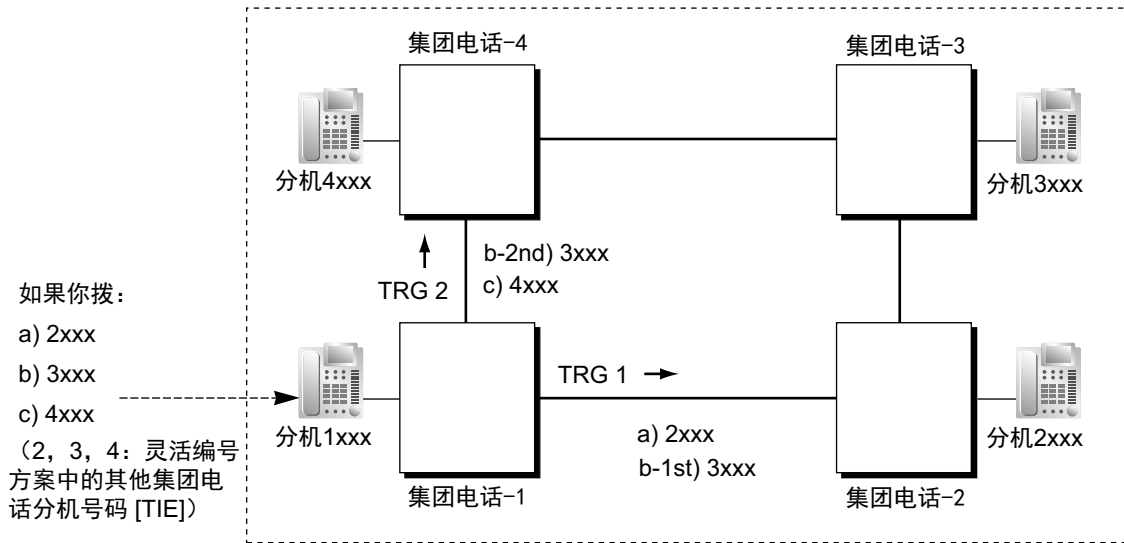 集团电话-4
集团电话-3
分机4xxx
分机3xxx
b-2nd) 3xxx
TRG 2
c) 4xxx
如果你拨：
a) 2xxx
b) 3xxx
c) 4xxx
（2，3，4：灵活编号
方案中的其他集团电
话分机号码 [TIE]）
TRG 1
分机1xxx
a) 2xxx
b-1st) 3xxx
分机2xxx
集团电话-1
集团电话-2